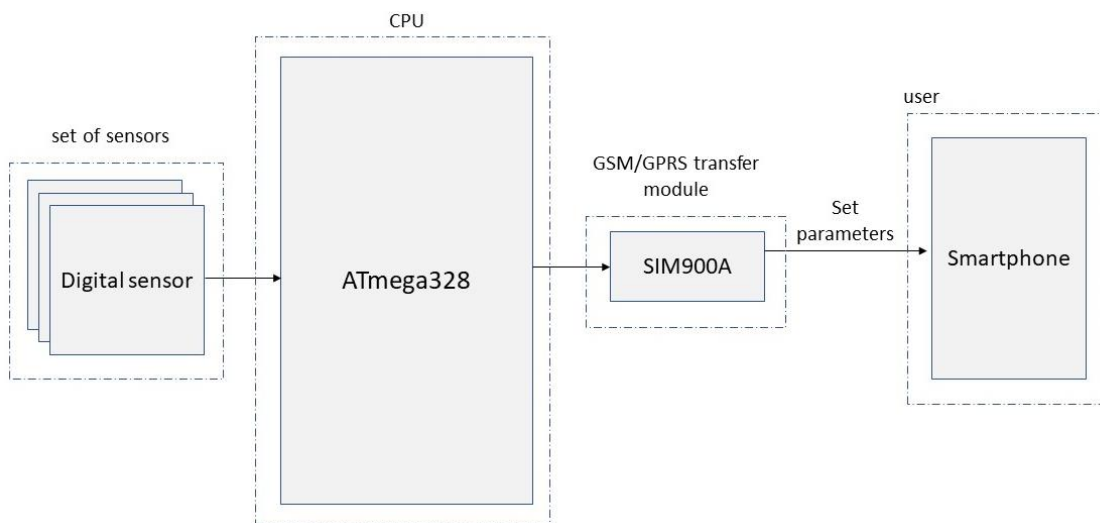 CPU
set of sensors
Digital sensor
ATmega328
GSM/GPRS transfer
module
SIM900A
Set
parameters
user
Smartphone